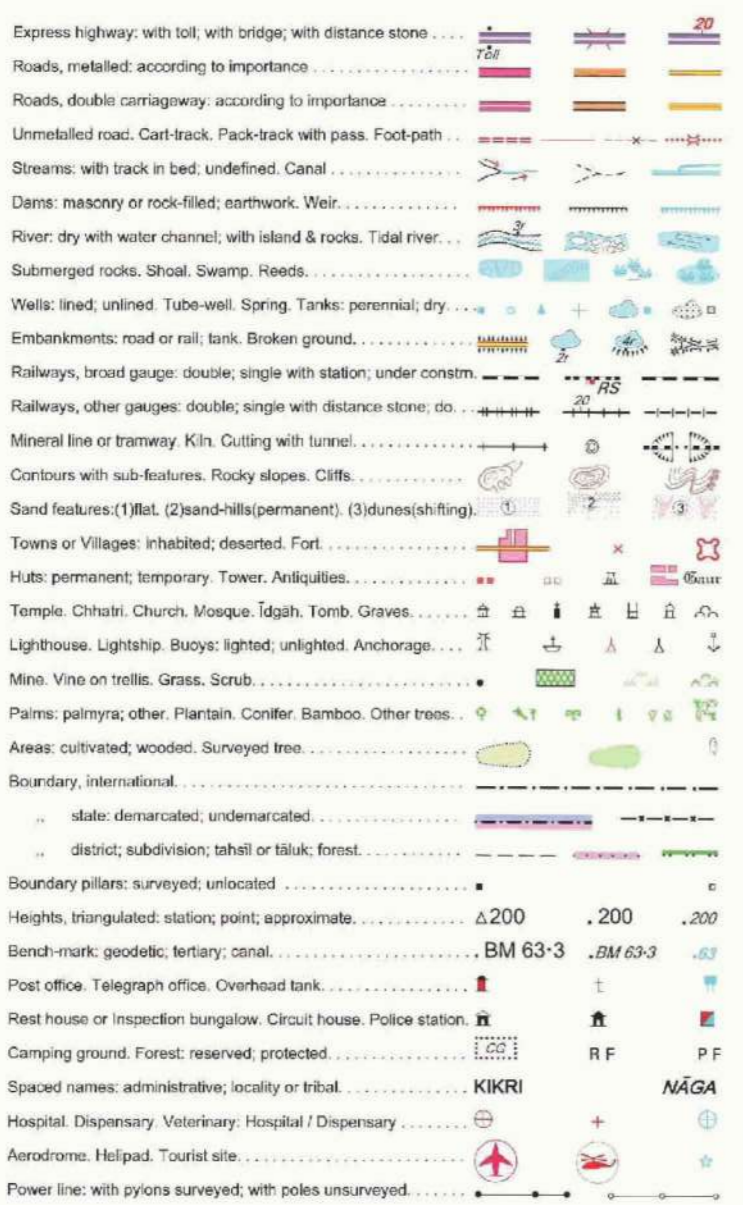 Express highway: with toll; with bridge; with distance stone .... 20
Toll
Roads, metalled: according to importance ..................
Roads, double carriageway: according to importance .........
Unmetalled road. Cart-track. Pack-track with pass. Foot-path ..
Streams: with track in bed; undefined. Canal .................
Dams: masonry or rock-filled; earthwork. Weir..............
River: dry with water channel; with island & rocks. Tidal river... 3r
Submerged rocks. Shoal. Swamp. Reeds...................
Wells: lined; unlined. Tube-well. Spring. Tanks: perennial; dry....
Embankments: road or rail; tank. Broken ground............. 2r 4r
Railways, broad gauge: double; single with station; under constrn. RS
Railways, other gauges: double; single with distance stone; do... 20
Mineral line or tramway. Kiln. Cutting with tunnel.............
Contours with sub-features. Rocky slopes. Cliffs..............
Sand features:(1)flat. (2)sand-hills(permanent). (3)dunes(shifting). 1 2 3
Towns or Villages: inhabited; deserted. Fort.................
Huts: permanent; temporary. Tower. Antiquities.............. Gaur
Temple. Chhatri. Church. Mosque. Īdgāh. Tomb. Graves.......
Lighthouse. Lightship. Buoys: lighted; unlighted. Anchorage....
Mine. Vine on trellis. Grass. Scrub.........................
Palms: palmyra; other. Plantain. Conifer. Bamboo. Other trees..
Areas: cultivated; wooded. Surveyed tree...................
Boundary, international...................................
,, state: demarcated; undemarcated..................
,, district; subdivision; tahsīl or tāluk; forest............
Boundary pillars: surveyed; unlocated ....................
Heights, triangulated: station; point; approximate............. △200 .200 .200
Bench-mark: geodetic; tertiary; canal...................... . BM 63·3 .BM 63·3 .63
Post office. Telegraph office. Overhead tank.................
Rest house or Inspection bungalow. Circuit house. Police station.
Camping ground. Forest: reserved; protected................ CG R F P F
Spaced names: administrative; locality or tribal............... KIKRI NĀGA
Hospital. Dispensary. Veterinary: Hospital / Dispensary ........
Aerodrome. Helipad. Tourist site...........................
Power line: with pylons surveyed; with poles unsurveyed.......